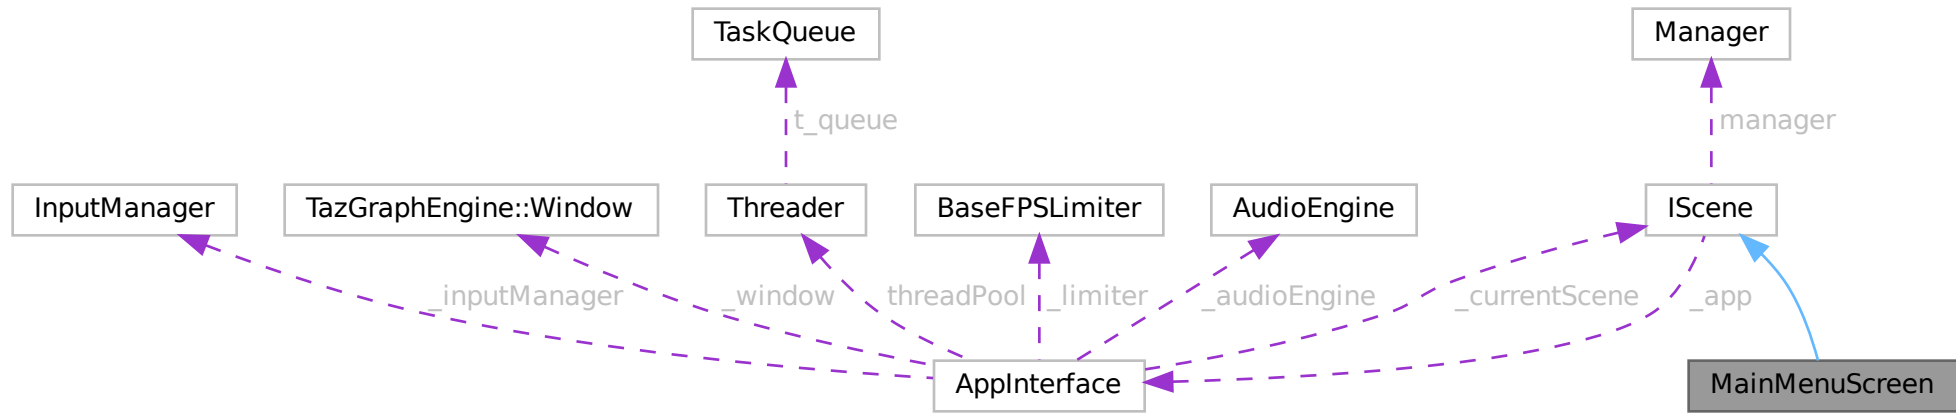 TaskQueue
Manager
t_queue
manager
InputManager
TazGraphEngine::Window
Threader
BaseFPSLimiter
AudioEngine
IScene
_inputManager
_window
threadPool
_limiter
_audioEngine
_currentScene
_app
AppInterface
MainMenuScreen